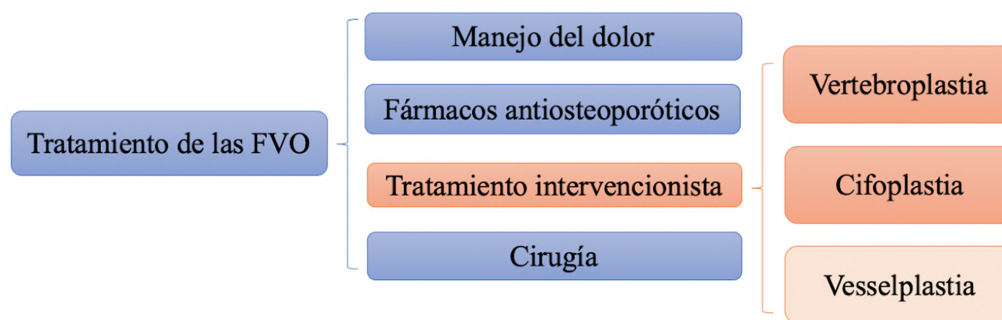 Tratamiento de las FVO
Manejo del dolor
Fármacos antiosteoporóticos
Tratamiento intervencionista
Cirugía
Vertebroplastia
Cifoplastia
Vesselplastia